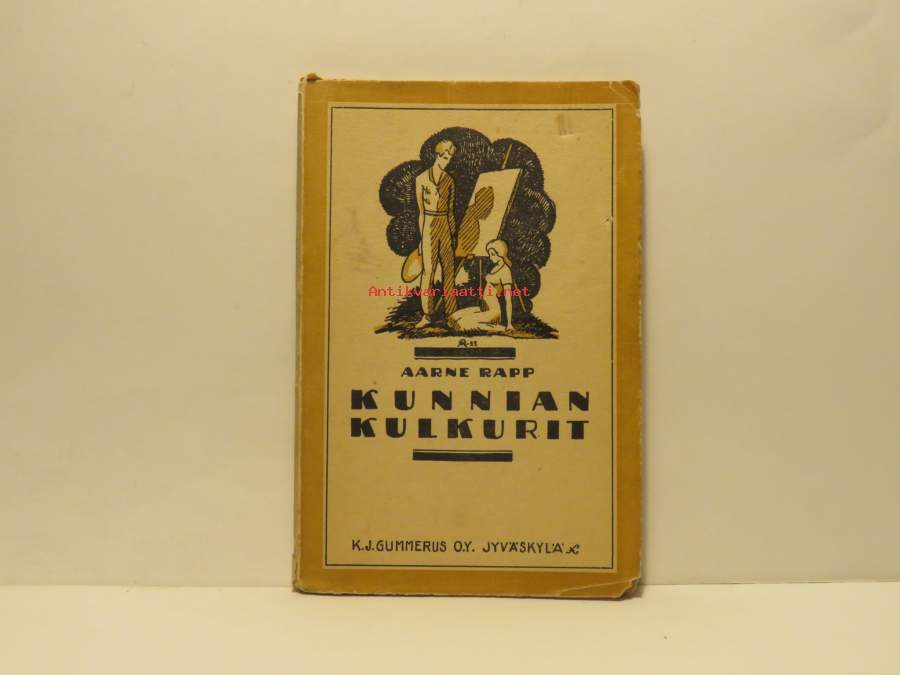 Antikvariaatti.net
AARNE RAPP
KUNNIAN
KULKURIT
K.J.GUMMERUS O.Y. JYVÄSKYLÄ